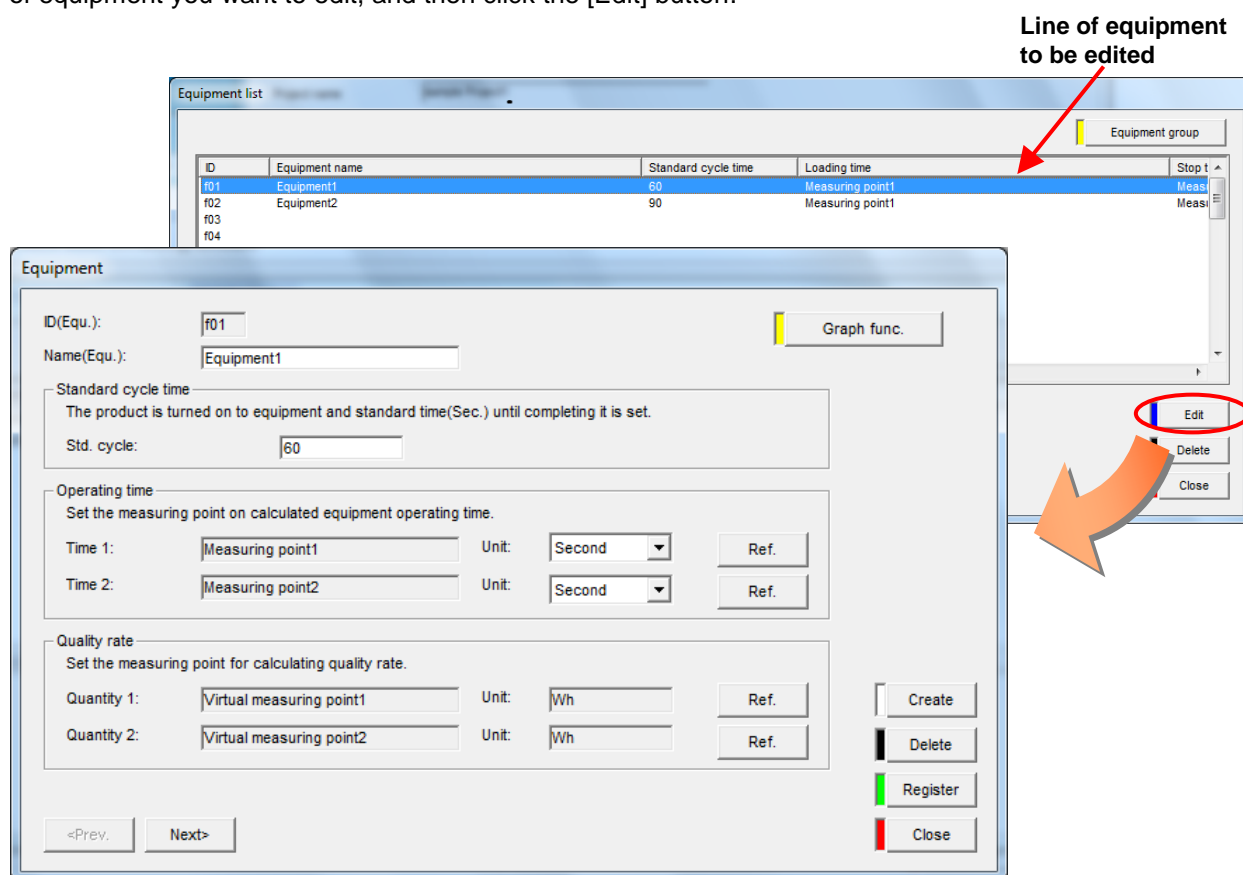 of equipment you want to edit, and then click the [Edit] button.
Line of equipment
to be edited
Equipment list
Equipment group
ID Equipment name Standard cycle time Loading time Stop t
f01 Equipment1 60 Measuring point1 Meas
f02 Equipment2 90 Measuring point1 Meas
f03
f04
Edit
Delete
Close
Equipment
ID(Equ.): f01 Graph func.
Name(Equ.): Equipment1
Standard cycle time
The product is turned on to equipment and standard time(Sec.) until completing it is set.
Std. cycle: 60
Operating time
Set the measuring point on calculated equipment operating time.
Time 1: Measuring point1 Unit: Second Ref.
Time 2: Measuring point2 Unit: Second Ref.
Quality rate
Set the measuring point for calculating quality rate.
Quantity 1: Virtual measuring point1 Unit: Wh Ref.
Quantity 2: Virtual measuring point2 Unit: Wh Ref.
Create
Delete
Register
<Prev. Next> Close